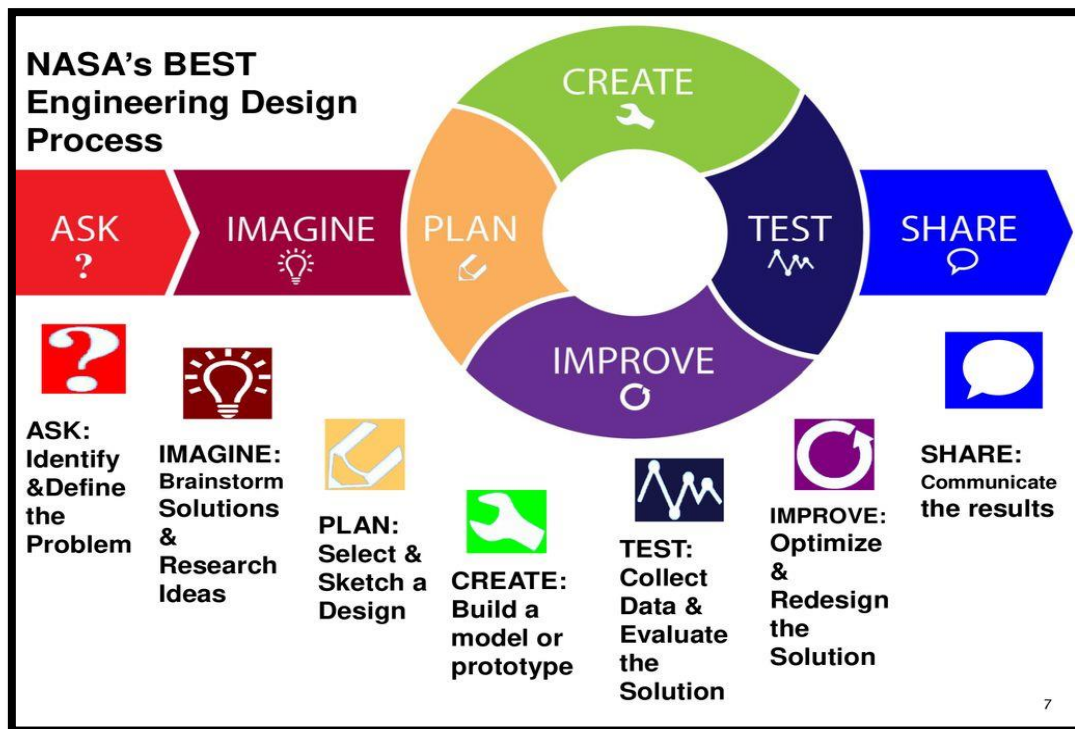 NASA's BEST
Engineering Design
Process
CREATE
ASK
?
IMAGINE
PLAN
TEST
SHARE
IMPROVE
?
ASK:
Identify
&Define
the
Problem
IMAGINE:
Brainstorm
Solutions
&
Research
Ideas
PLAN:
Select &
Sketch a
Design
CREATE:
Build a
model or
prototype
TEST:
Collect
Data &
Evaluate
the
Solution
IMPROVE:
Optimize
&
Redesign
the
Solution
SHARE:
Communicate
the results
7